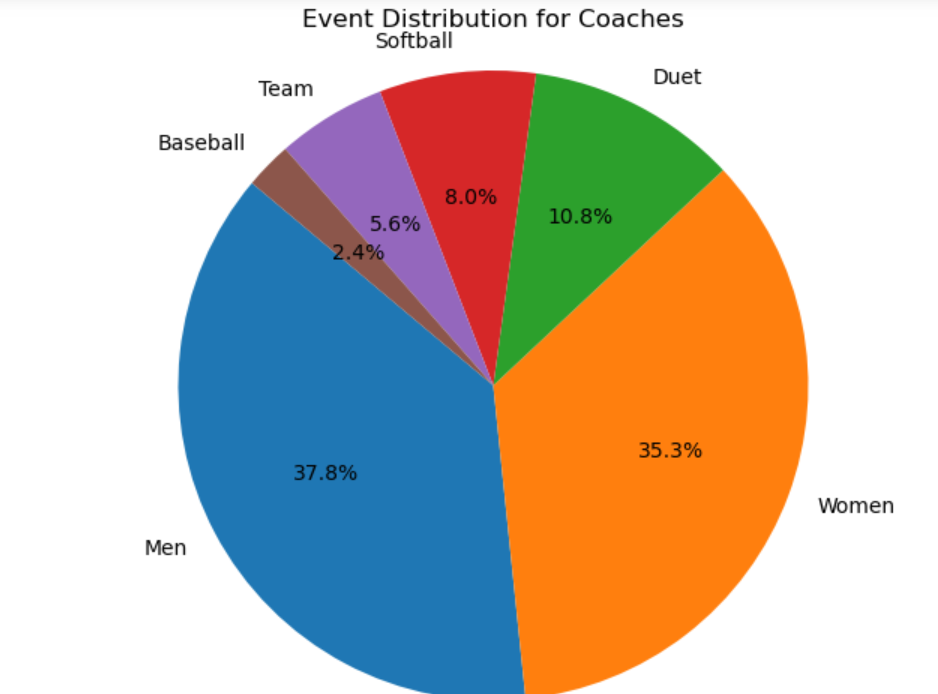 Event Distribution for Coaches
Softball
Duet
Team
Baseball
8.0%
10.8%
5.6%
2.4%
35.3%
37.8%
Women
Men